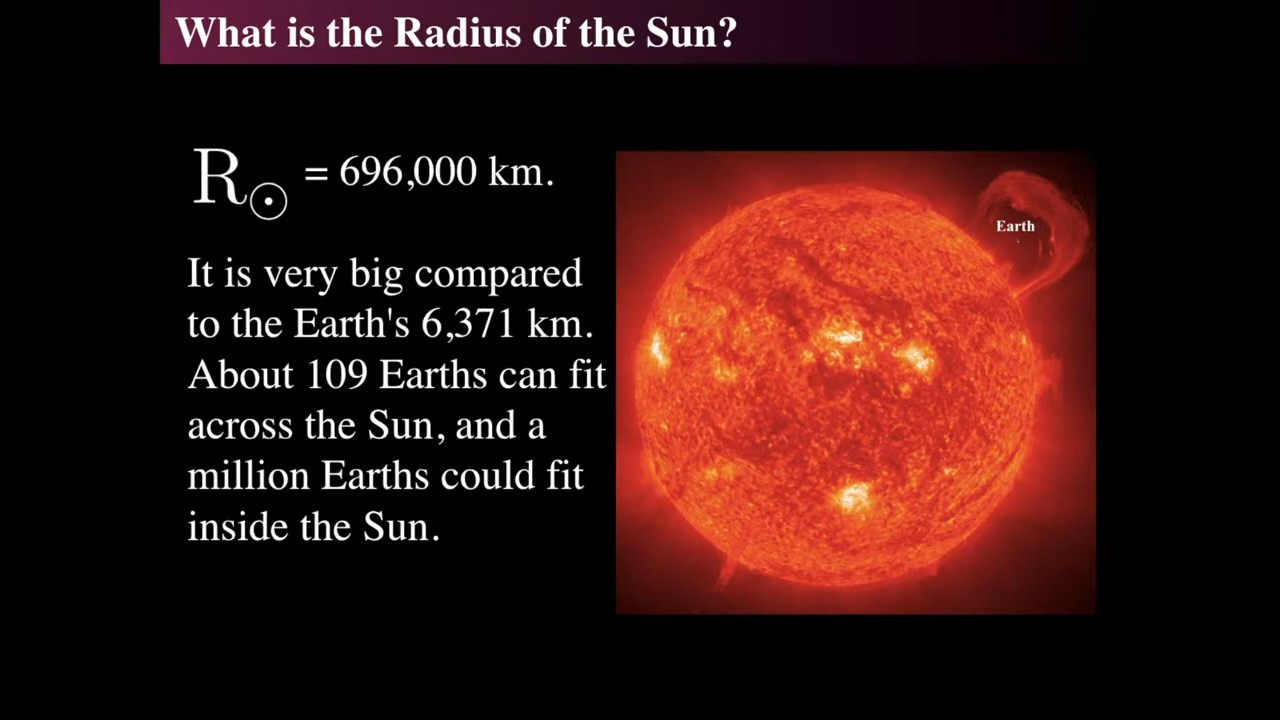 What is the Radius of the Sun?
R☉ = 696,000 km.
It is very big compared
to the Earth's 6,371 km.
About 109 Earths can fit
across the Sun, and a
million Earths could fit
inside the Sun.
Earth